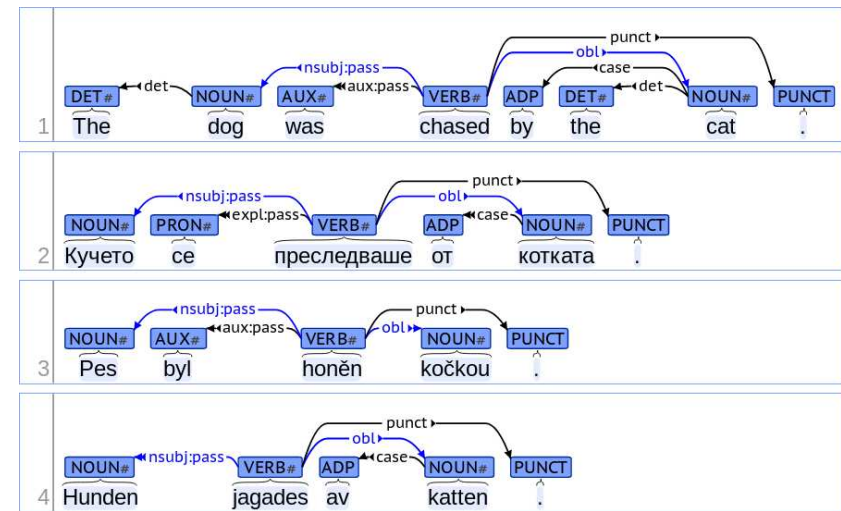 punct
obl
nsubj:pass case
det aux:pass det
DET# NOUN# AUX# VERB# ADP DET# NOUN# PUNCT
1 The dog was chased by the cat .
punct
nsubj:pass obl
expl:pass case
NOUN# PRON# VERB# ADP NOUN# PUNCT
2 Кучето се преследваше от котката .
nsubj:pass punct
aux:pass obl
NOUN# AUX# VERB# NOUN# PUNCT
3 Pes byl honěn kočkou .
punct
obl
nsubj:pass case
NOUN# VERB# ADP NOUN# PUNCT
4 Hunden jagades av katten .